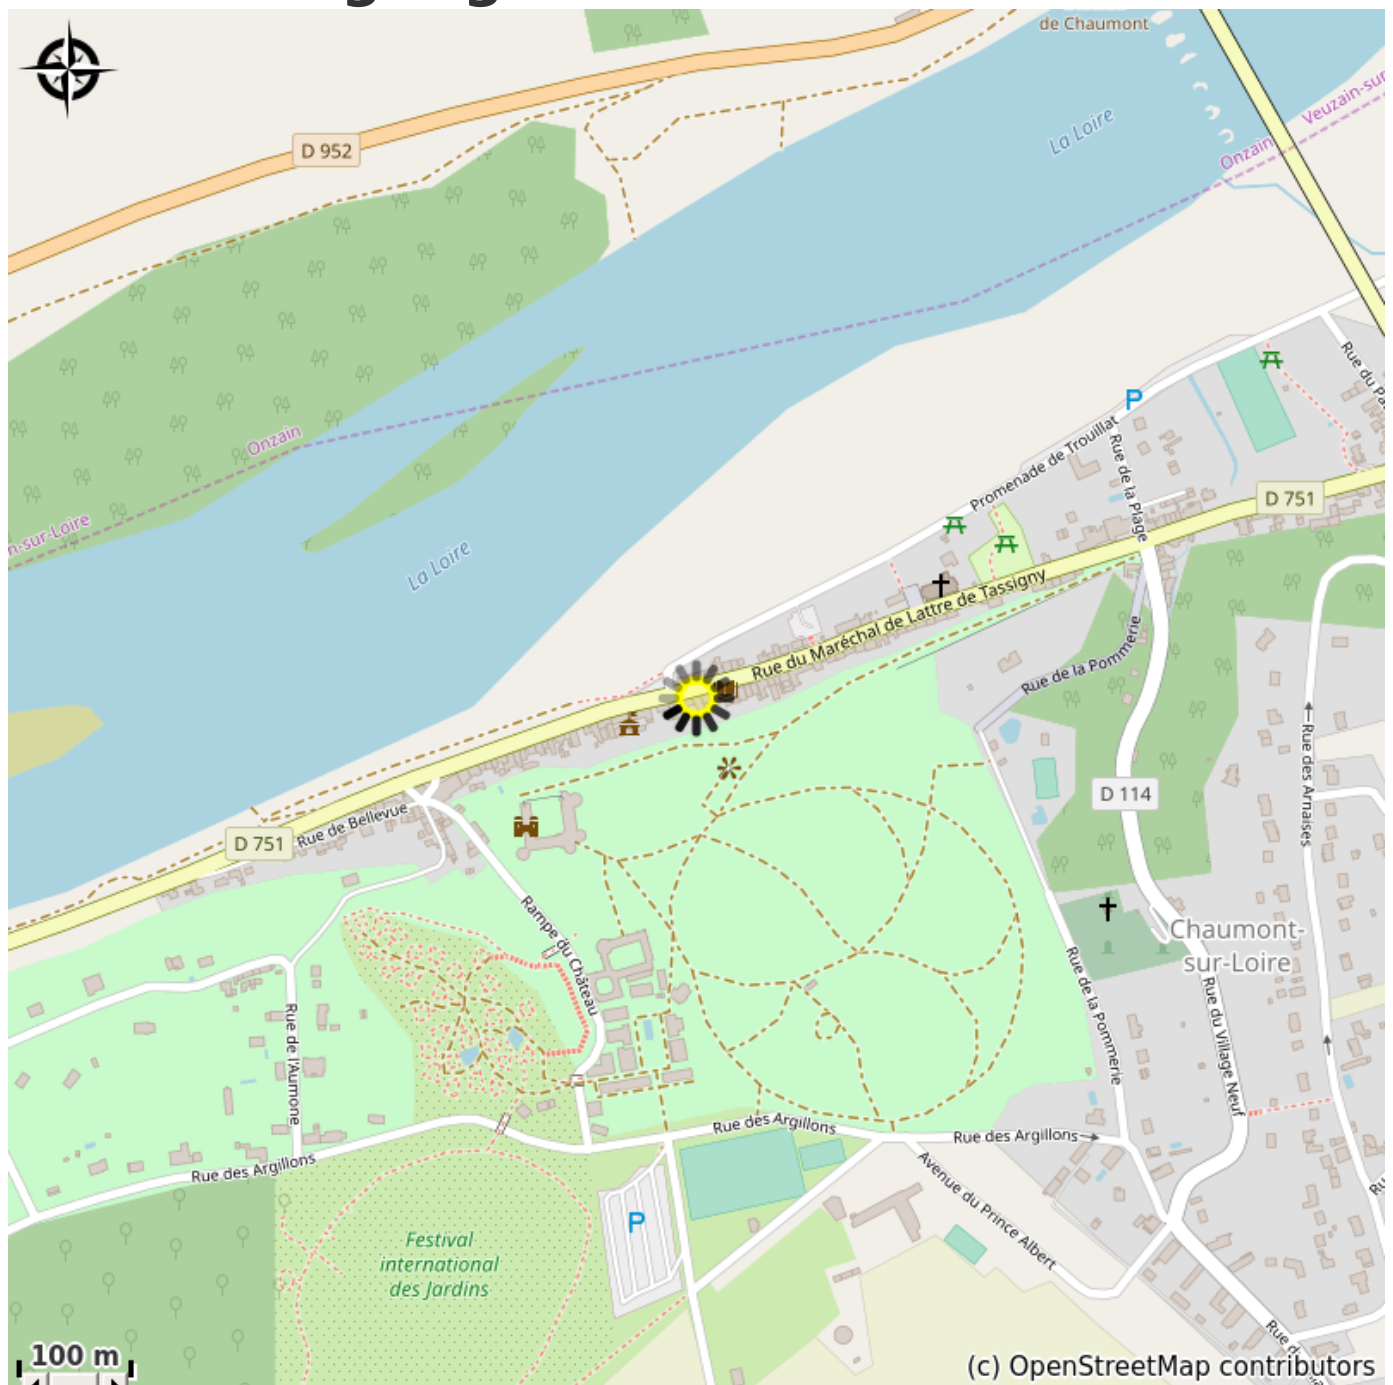 de Chaumont
D 952
La Loire
Veuzain-sur
Onzain
Onzain
n-sur-Loire
La Loire
P
Promenade de Trouillat
Rue de la Plage
D 751
Rue du Maréchal de Lattre de Tassigny
Rue de la Pommerie
D 751
Rue de Bellevue
D 114
Rue des Arnaises
Rampe du Château
Chaumont-
sur-Loire
Rue de l'Aumone
Rue de la Pommerie
Rue du Village Neuf
Rue des Argillons
Rue des Argillons
Rue des Argillons
Avenue du Prince Albert
P
Festival
international
des Jardins
100 m
(c) OpenStreetMap contributors